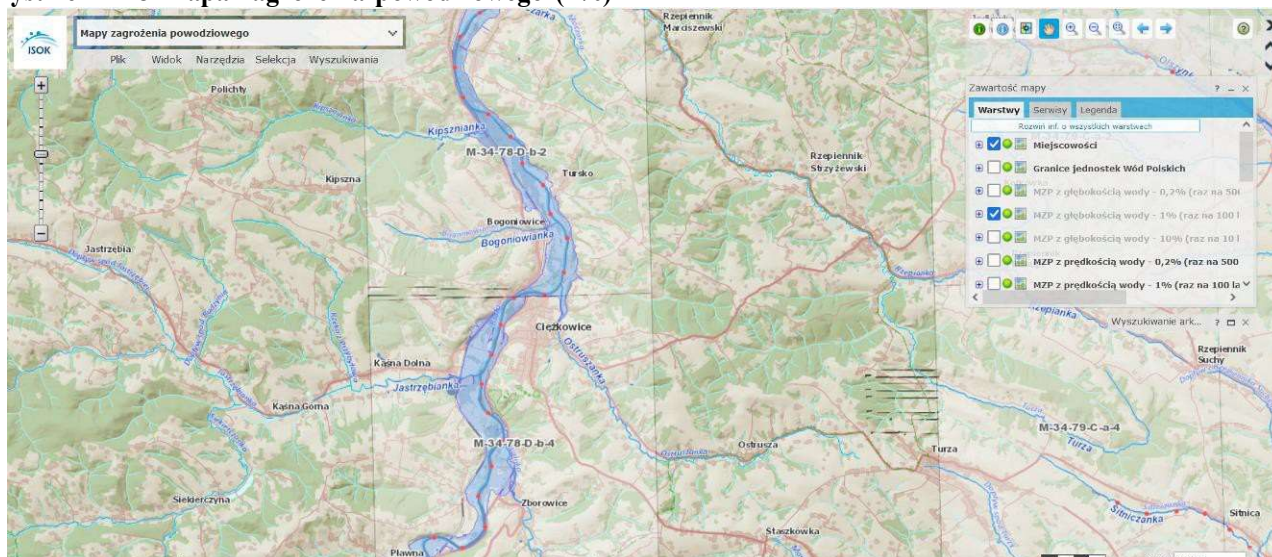 ISOK
Mapy zagrożenia powodziowego
Plik Widok Narzędzia Selekcja Wyszukiwania
Rzepiennik
Marciszewski
Olszynka
Polichty
Kipsznianka
M-34-78-D-b-2
Rzepiennik
Strzyżewski
Tursko
Kipszna
Bogoniowice
Bogoniowianka
Jastrzębia
Rzepianka
Ciężkowice
Kąśna Dolna
Ostruszanka
Jastrzębianka
Kąśna Górna
Rzepiennik
Suchy
M-34-78-D-b-4
M-34-79-C-a-4
Ostrusza
Turza
Turza
Siekierczyna
Zborowice
Sitniczanka
Sitnica
Staszkówka
Pławna
Zawartość mapy
Warstwy Serwisy Legenda
Rozwiń inf. o wszystkich warstwach
Miejscowości
Granice jednostek Wód Polskich
MZP z głębokością wody - 0,2% (raz na 500
MZP z głębokością wody - 1% (raz na 100 l
MZP z głębokością wody - 10% (raz na 10 l
MZP z prędkością wody - 0,2% (raz na 500
MZP z prędkością wody - 1% (raz na 100 la
Wyszukiwanie ark...